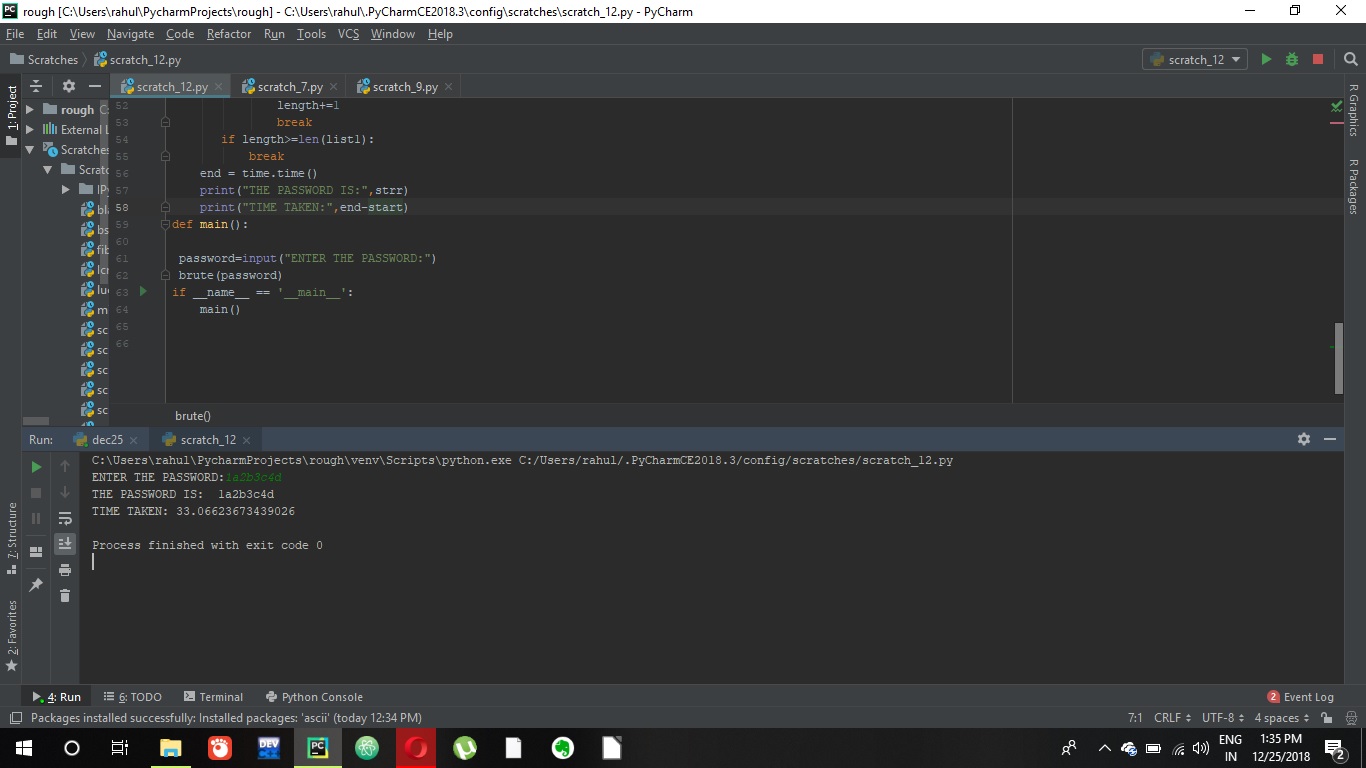 rough [C:\Users\rahul\PycharmProjects\rough] - C:\Users\rahul\.PyCharmCE2018.3\config\scratches\scratch_12.py - PyCharm
File Edit View Navigate Code Refactor Run Tools VCS Window Help
Scratches scratch_12.py scratch_12
scratch_12.py scratch_7.py scratch_9.py
1: Project
rough C:
External L
Scratches
Scratc
IPy
bla
bs
fib
lcr
luc
m
sc
sc
sc
sc
sc
52 length+=1
53 break
54 if length>=len(list1):
55 break
56 end = time.time()
57 print("THE PASSWORD IS:",strr)
58 print("TIME TAKEN:",end-start)
59 def main():
60
61 password=input("ENTER THE PASSWORD:")
62 brute(password)
63 if __name__ == '__main__':
64 main()
65
66
brute()
R Graphics
R Packages
Run: dec25 scratch_12
C:\Users\rahul\PycharmProjects\rough\venv\Scripts\python.exe C:/Users/rahul/.PyCharmCE2018.3/config/scratches/scratch_12.py
ENTER THE PASSWORD:1a2b3c4d
THE PASSWORD IS:  1a2b3c4d
TIME TAKEN: 33.06623673439026
Process finished with exit code 0
7: Structure
2: Favorites
4: Run 6: TODO Terminal Python Console 2 Event Log
Packages installed successfully: Installed packages: 'ascii' (today 12:34 PM) 7:1 CRLF UTF-8 4 spaces
PC
DEV
ENG
IN
1:35 PM
12/25/2018
2